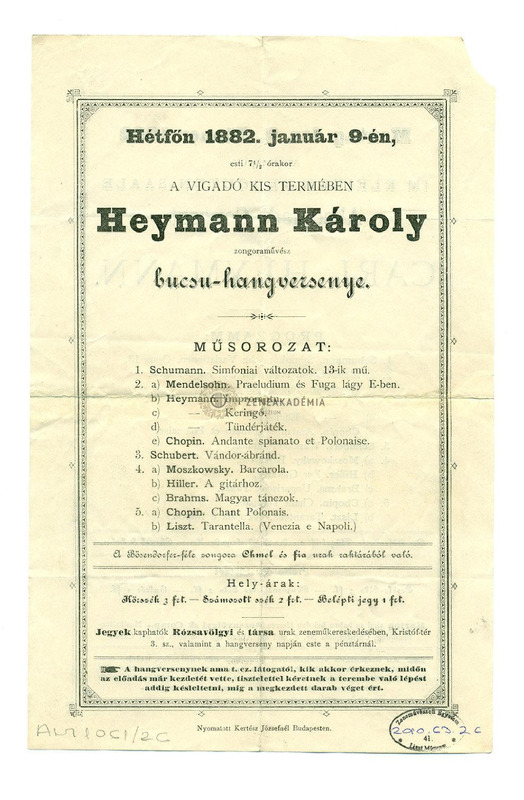 Hétfőn 1882. január 9-én,
esti 7½ órakor
A VIGADÓ KIS TERMÉBEN
Heymann Károly
zongoraművész
bucsu-hangversenye.
MŰSOROZAT:
1. Schumann. Simfoniai változatok. 13-ik mű.
2. a) Mendelsohn. Praeludium és Fuga lágy E-ben.
b) Heymann. Impromptu.
ZENEAKADÉMIA
c) — Keringő.
d) — Tündérjáték.
e) Chopin. Andante spianato et Polonaise.
3. Schubert. Vándor-ábránd.
4. a) Moszkowsky. Barcarola.
b) Hiller. A gitárhoz.
c) Brahms. Magyar tánczok.
5. a) Chopin. Chant Polonais.
b) Liszt. Tarantella. (Venezia e Napoli.)
A Bösendorfer-féle zongora Chmel és fia urak raktárából való.
Hely-árak:
Körszék 3 frt. — Számozott szék 2 frt. — Belépti jegy 1 frt.
Jegyek kaphatók Rózsavölgyi és társa urak zeneműkereskedésében, Kristóf-tér
3. sz., valamint a hangverseny napján este a pénztárnál.
A hangversenynek ama t. cz. látogatói, kik akkor érkeznek, midőn
az előadás már kezdetét vette, tisztelettel kéretnek a terembe való lépést
addig késleltetni, míg a megkezdett darab véget ért.
Nyomatott Kertész Józsefnél Budapesten.
2010.03.26
41.